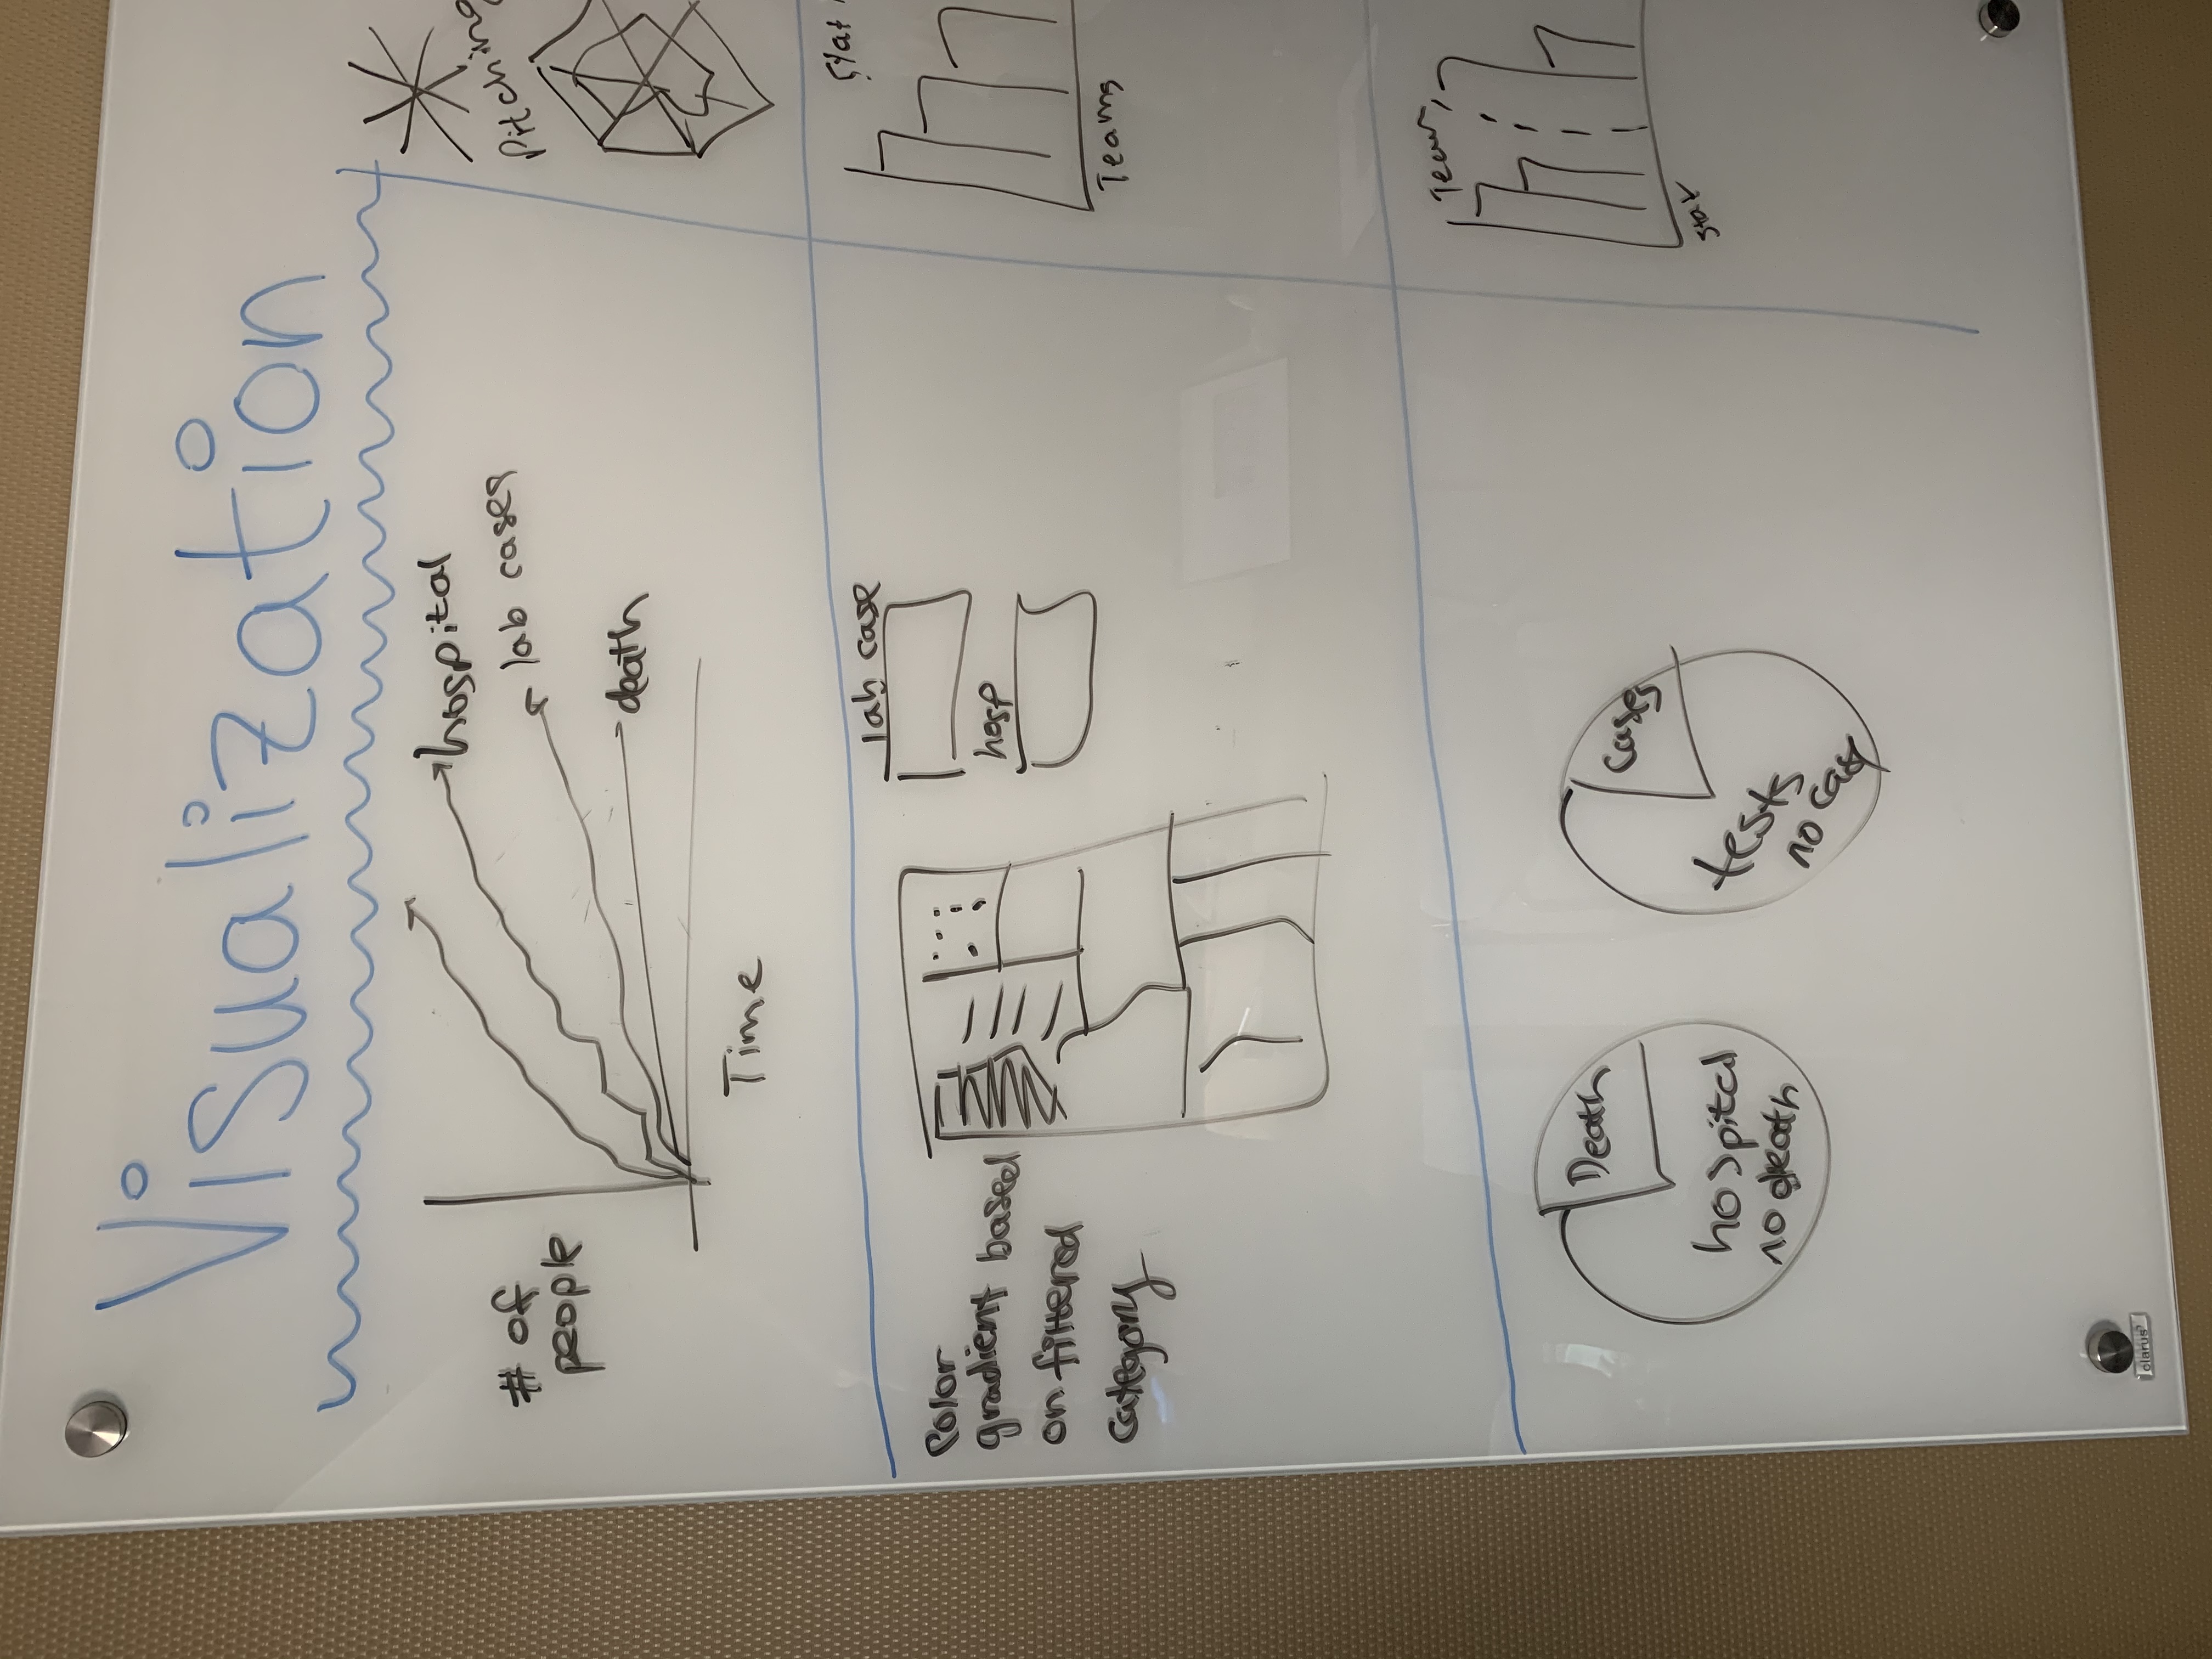 Visualization
# of
people
hospital
lab cases
death
Time
Pitching
Color
gradient based
on filtered
category
lab case
hosp
Stat
Teams
Death
hospital
no death
Cases
tests
no case
Team
Stat
clarus